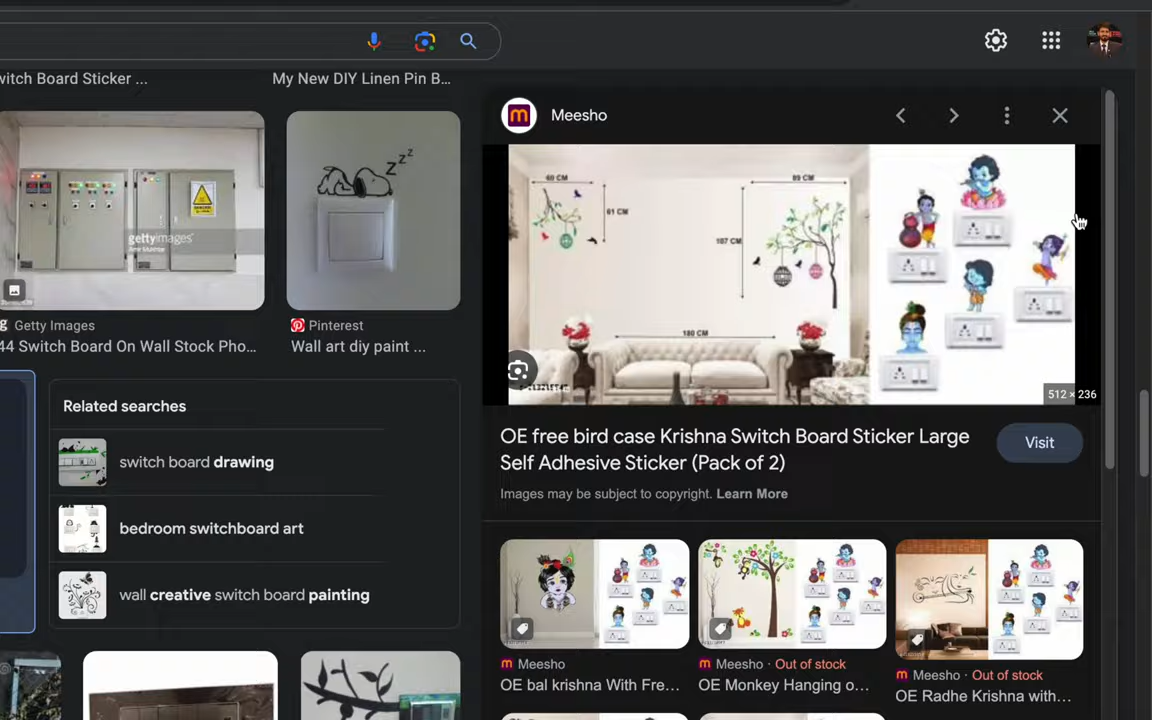 witch Board Sticker ...
My New DIY Linen Pin B...
Meesho
gettyimages
Getty Images
44 Switch Board On Wall Stock Pho...
zzz
Pinterest
Wall art diy paint ...
60 CM
61 CM
89 CM
107 CM
180 CM
512 × 236
OE free bird case Krishna Switch Board Sticker Large
Self Adhesive Sticker (Pack of 2)
Visit
Images may be subject to copyright. Learn More
Related searches
switch board drawing
bedroom switchboard art
wall creative switch board painting
Meesho
OE bal krishna With Fre...
Meesho · Out of stock
OE Monkey Hanging o...
Meesho · Out of stock
OE Radhe Krishna with...